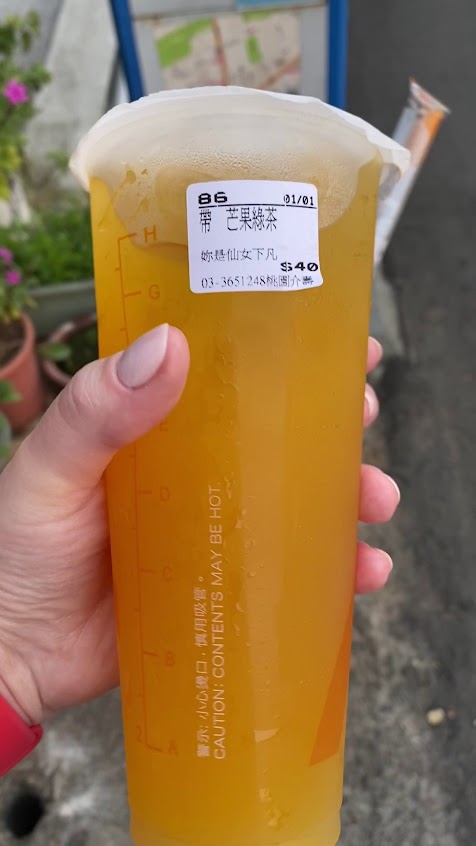 86 01/01
帶 芒果綠茶
妳是仙女下凡
$40
03-3651248桃園介壽
H
G
E
D
C
B
2 A
警示: 小心燙口，慎用吸管。
CAUTION: CONTENTS MAY BE HOT.